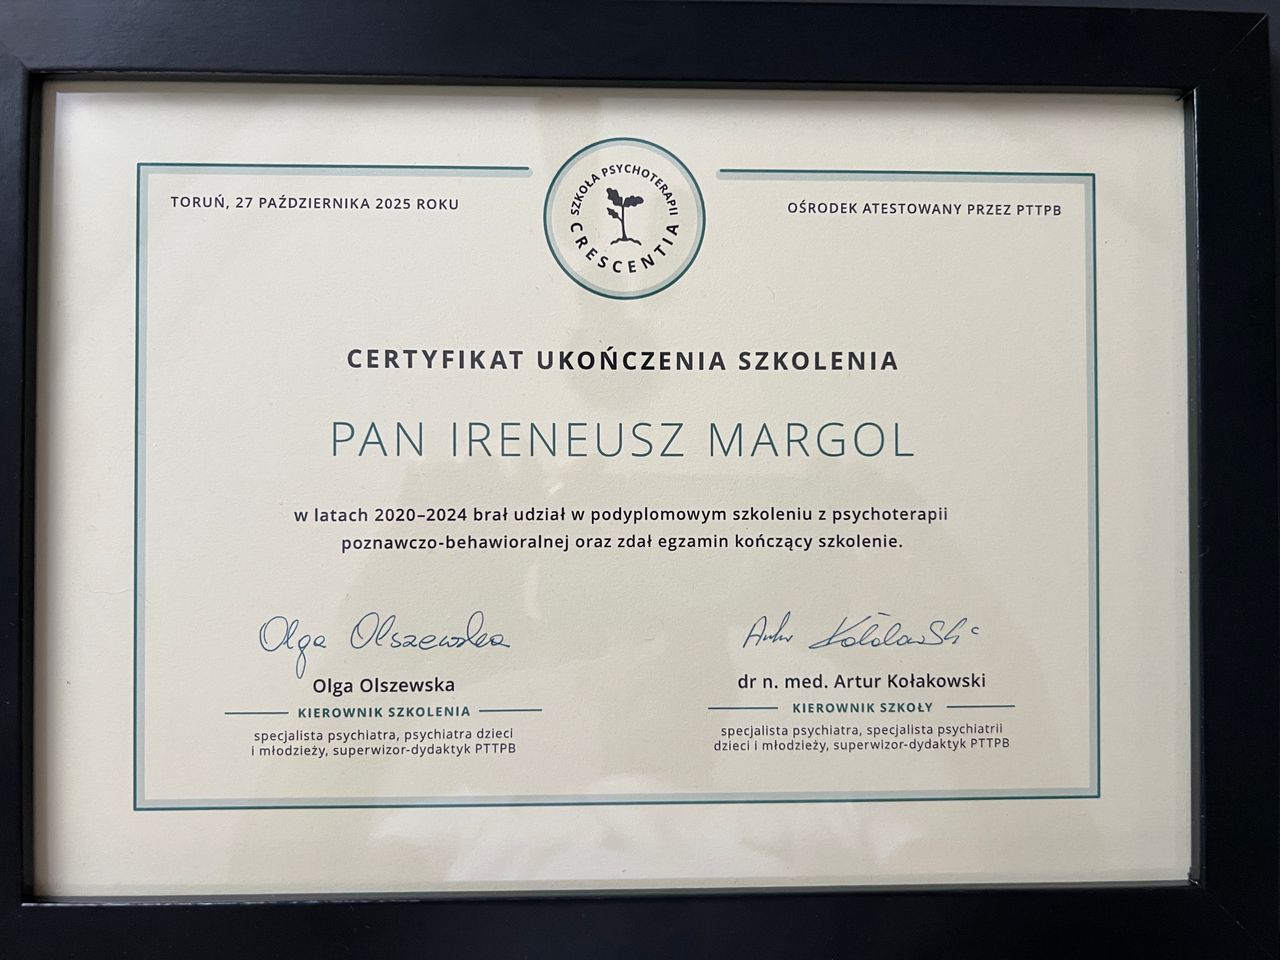 TORUŃ, 27 PAŹDZIERNIKA 2025 ROKU
SZKOŁA PSYCHOTERAPII
CRESCENTIA
OŚRODEK ATESTOWANY PRZEZ PTTPB
CERTYFIKAT UKOŃCZENIA SZKOLENIA
PAN IRENEUSZ MARGOL
w latach 2020–2024 brał udział w podyplomowym szkoleniu z psychoterapii
poznawczo-behawioralnej oraz zdał egzamin kończący szkolenie.
Olga Olszewska
Olga Olszewska
KIEROWNIK SZKOLENIA
specjalista psychiatra, psychiatra dzieci
i młodzieży, superwizor-dydaktyk PTTPB
Artur Kołakowski
dr n. med. Artur Kołakowski
KIEROWNIK SZKOŁY
specjalista psychiatra, specjalista psychiatrii
dzieci i młodzieży, superwizor-dydaktyk PTTPB